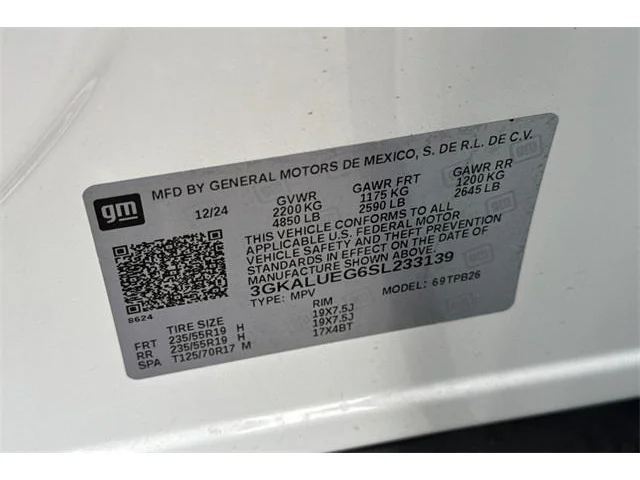 gm
MFD BY GENERAL MOTORS DE MEXICO, S. DE R.L. DE C.V.
12/24
GVWR GAWR FRT GAWR RR
2200 KG 1175 KG 1200 KG
4850 LB 2590 LB 2645 LB
THIS VEHICLE CONFORMS TO ALL
APPLICABLE U.S. FEDERAL MOTOR
VEHICLE SAFETY AND THEFT PREVENTION
STANDARDS IN EFFECT ON THE DATE OF
MANUFACTURE SHOWN ABOVE.
3GKALUEG6SL233139
TYPE: MPV MODEL: 69TPB26
S624
TIRE SIZE RIM
FRT 235/55R19 H 19X7.5J
RR 235/55R19 H 19X7.5J
SPA T125/70R17 M 17X4BT